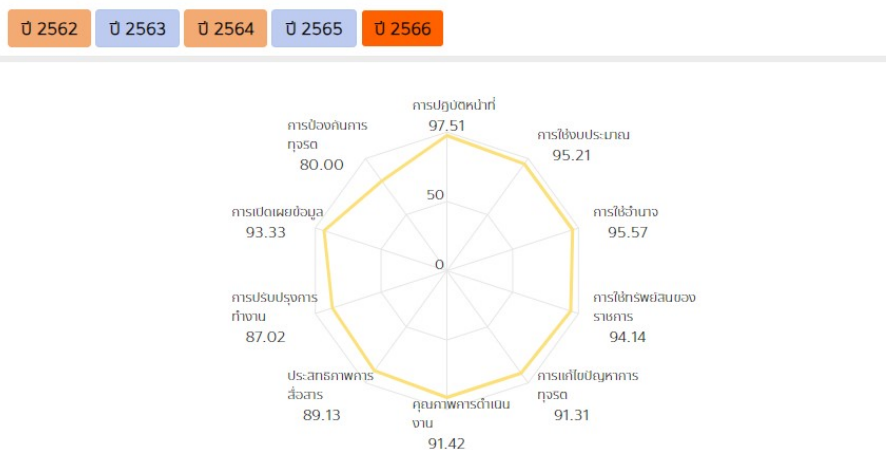 ปี 2562
ปี 2563
ปี 2564
ปี 2565
ปี 2566
การปฏิบัติหน้าที่
97.51
การป้องกันการ
ทุจริต
80.00
การใช้งบประมาณ
95.21
50
การเปิดเผยข้อมูล
93.33
การใช้อำนาจ
95.57
0
การปรับปรุงการ
ทำงาน
87.02
การใช้ทรัพย์สินของ
ราชการ
94.14
ประสิทธิภาพการ
สื่อสาร
89.13
คุณภาพการดำเนิน
งาน
91.42
การแก้ไขปัญหาการ
ทุจริต
91.31